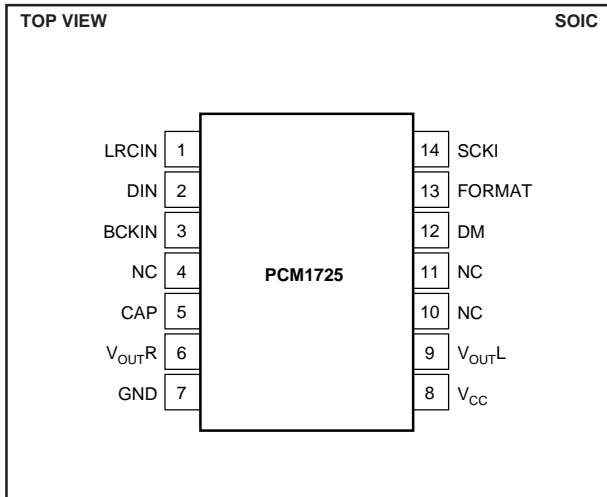 TOP VIEW SOIC
LRCIN 1 14 SCKI
DIN 2 13 FORMAT
BCKIN 3 12 DM
NC 4 PCM1725 11 NC
CAP 5 10 NC
VOUTR 6 9 VOUTL
GND 7 8 VCC